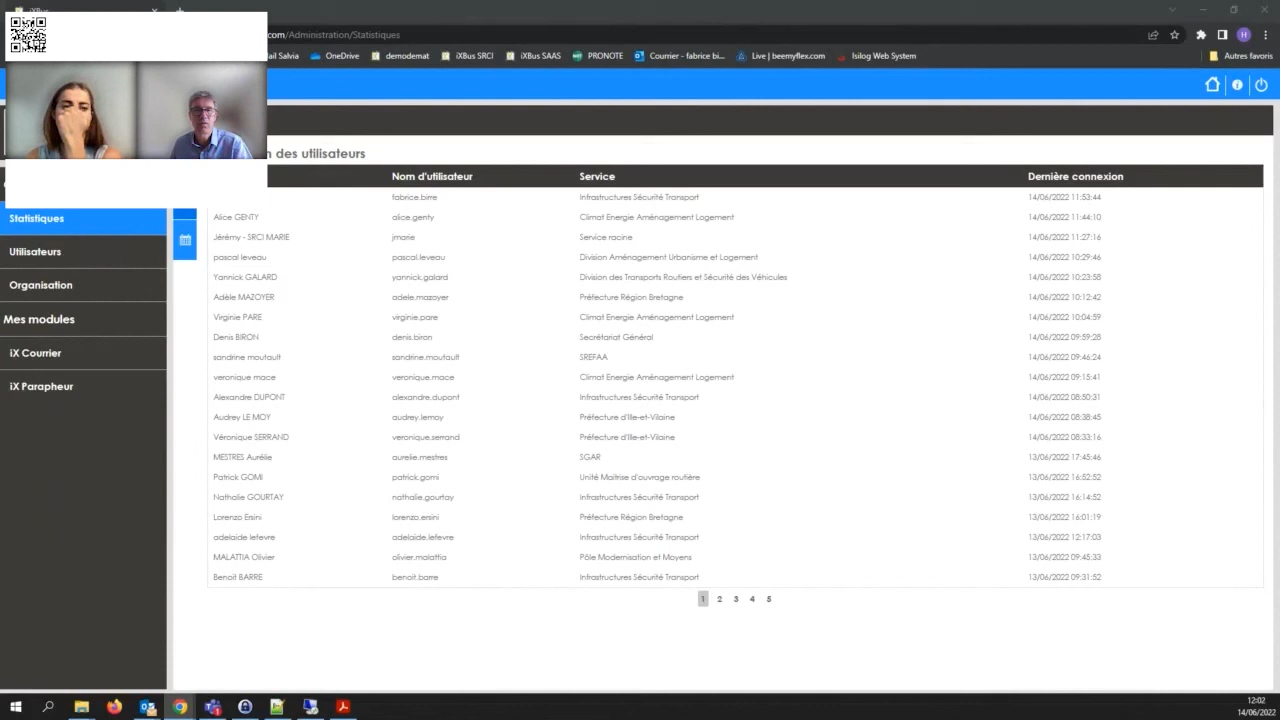 iXBus
com/Administration/Statistiques
ail Salvia OneDrive demodemat iXBus SRCI iXBus SAAS PRONOTE Courrier – fabrice bi... Live | beemyflex.com Isilog Web System Autres favoris
des utilisateurs
Nom d'utilisateur Service Dernière connexion
fabrice.birre Infrastructures Sécurité Transport 14/06/2022 11:53:44
Alice GENTY alice.genty Climat Energie Aménagement Logement 14/06/2022 11:44:10
Jérémy - SRCI MARIE jmarie Service racine 14/06/2022 11:27:16
pascal leveau pascal.leveau Division Aménagement Urbanisme et Logement 14/06/2022 10:29:46
Yannick GALARD yannick.galard Division des Transports Routiers et Sécurité des Véhicules 14/06/2022 10:23:58
Adèle MAZOYER adele.mazoyer Préfecture Région Bretagne 14/06/2022 10:12:42
Virginie PARE virginie.pare Climat Energie Aménagement Logement 14/06/2022 10:04:59
Denis BIRON denis.biron Secrétariat Général 14/06/2022 09:59:28
sandrine moutault sandrine.moutault SREFAA 14/06/2022 09:46:24
veronique mace veronique.mace Climat Energie Aménagement Logement 14/06/2022 09:15:41
Alexandre DUPONT alexandre.dupont Infrastructures Sécurité Transport 14/06/2022 08:50:31
Audrey LE MOY audrey.lemoy Préfecture d'Ille-et-Vilaine 14/06/2022 08:38:45
Véronique SERRAND veronique.serrand Préfecture d'Ille-et-Vilaine 14/06/2022 08:33:16
MESTRES Aurélie aurelie.mestres SGAR 13/06/2022 17:45:46
Patrick GOMI patrick.gomi Unité Maitrise d'ouvrage routière 13/06/2022 16:52:52
Nathalie GOURTAY nathalie.gourtay Infrastructures Sécurité Transport 13/06/2022 16:14:52
Lorenzo Ersini lorenzo.ersini Préfecture Région Bretagne 13/06/2022 16:01:19
adelaide lefevre adelaide.lefevre Infrastructures Sécurité Transport 13/06/2022 12:17:03
MALATTIA Olivier olivier.malattia Pôle Modernisation et Moyens 13/06/2022 09:45:33
Benoit BARRE benoit.barre Infrastructures Sécurité Transport 13/06/2022 09:31:52
1 2 3 4 5
Statistiques
Utilisateurs
Organisation
Mes modules
iX Courrier
iX Parapheur
12:02
14/06/2022